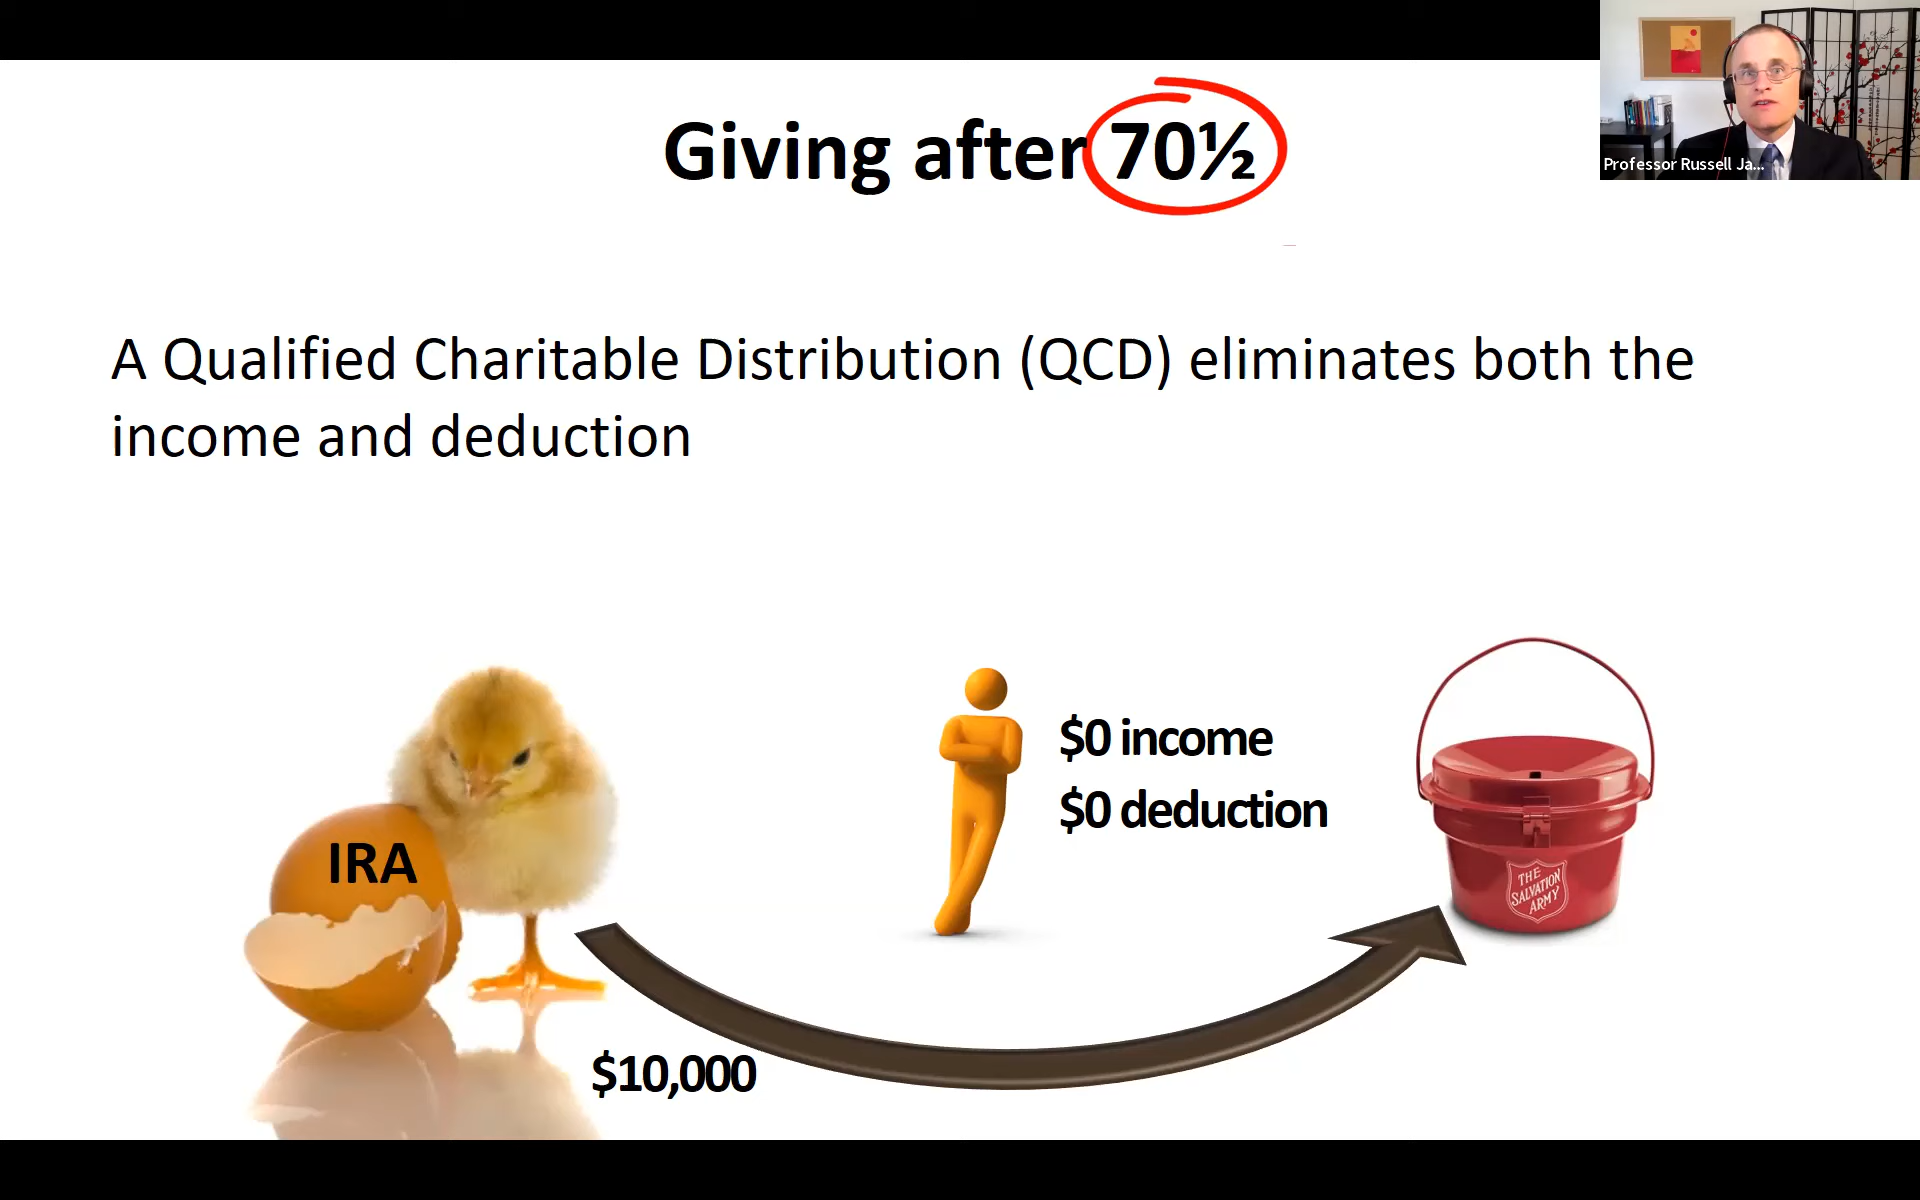 Giving after 70½
Professor Russell Ja...
A Qualified Charitable Distribution (QCD) eliminates both the
income and deduction
$0 income
$0 deduction
IRA
THE
SALVATION
ARMY
$10,000